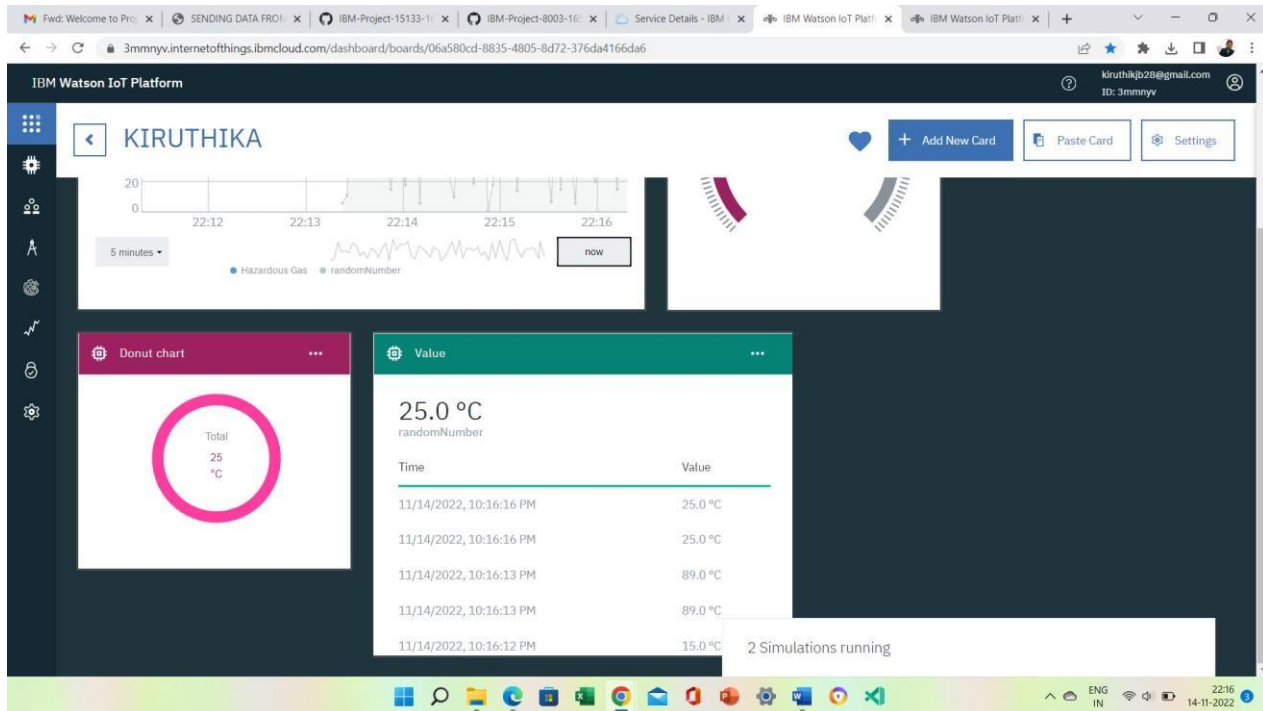 Fwd: Welcome to Proj
SENDING DATA FROM
IBM-Project-15133-16
IBM-Project-8003-165
Service Details - IBM
IBM Watson IoT Platf
IBM Watson IoT Platf
3mmnyv.internetofthings.ibmcloud.com/dashboard/boards/06a580cd-8835-4805-8d72-376da4166da6
IBM Watson IoT Platform
kiruthikjb28@gmail.com
ID: 3mmnyv
KIRUTHIKA
+ Add New Card
Paste Card
Settings
20
0
22:12 22:13 22:14 22:15 22:16
5 minutes
now
Hazardous Gas randomNumber
Donut chart
Total
25
°C
Value
25.0 °C
randomNumber
Time Value
11/14/2022, 10:16:16 PM 25.0 °C
11/14/2022, 10:16:16 PM 25.0 °C
11/14/2022, 10:16:13 PM 89.0 °C
11/14/2022, 10:16:13 PM 89.0 °C
11/14/2022, 10:16:12 PM 15.0 °C
2 Simulations running
ENG
IN
22:16
14-11-2022
3